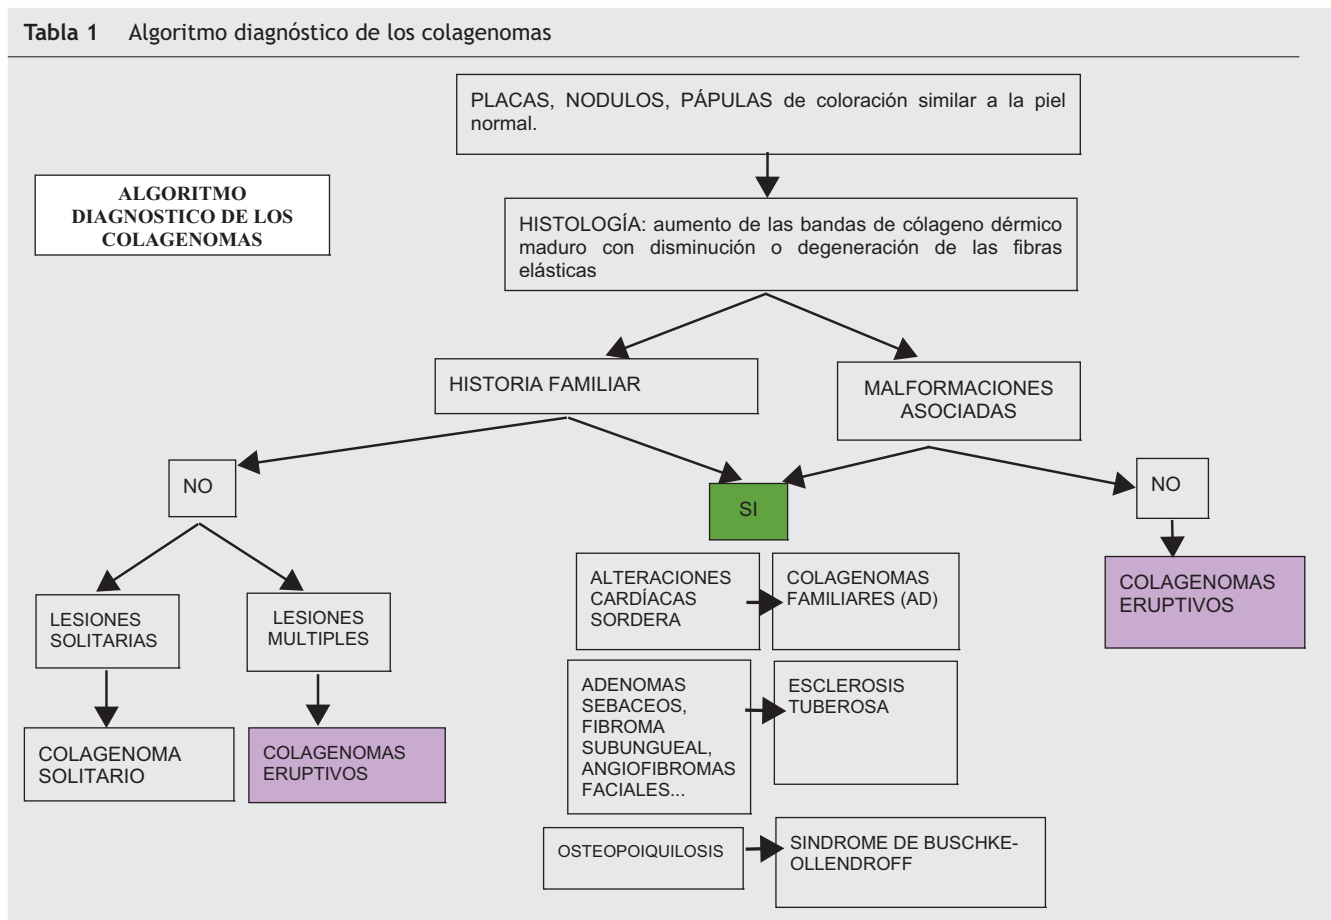 Tabla 1 Algoritmo diagnóstico de los colagenomas
PLACAS, NODULOS, PÁPULAS de coloración similar a la piel
normal.
ALGORITMO
DIAGNOSTICO DE LOS
COLAGENOMAS
HISTOLOGÍA: aumento de las bandas de cólageno dérmico
maduro con disminución o degeneración de las fibras
elásticas
HISTORIA FAMILIAR
MALFORMACIONES
ASOCIADAS
NO
SI
NO
LESIONES
SOLITARIAS
LESIONES
MULTIPLES
COLAGENOMA
SOLITARIO
COLAGENOMAS
ERUPTIVOS
ALTERACIONES
CARDÍACAS
SORDERA
COLAGENOMAS
FAMILIARES (AD)
ADENOMAS
SEBACEOS,
FIBROMA
SUBUNGUEAL,
ANGIOFIBROMAS
FACIALES...
ESCLEROSIS
TUBEROSA
OSTEOPOIQUILOSIS
SINDROME DE BUSCHKE-
OLLENDROFF
COLAGENOMAS
ERUPTIVOS